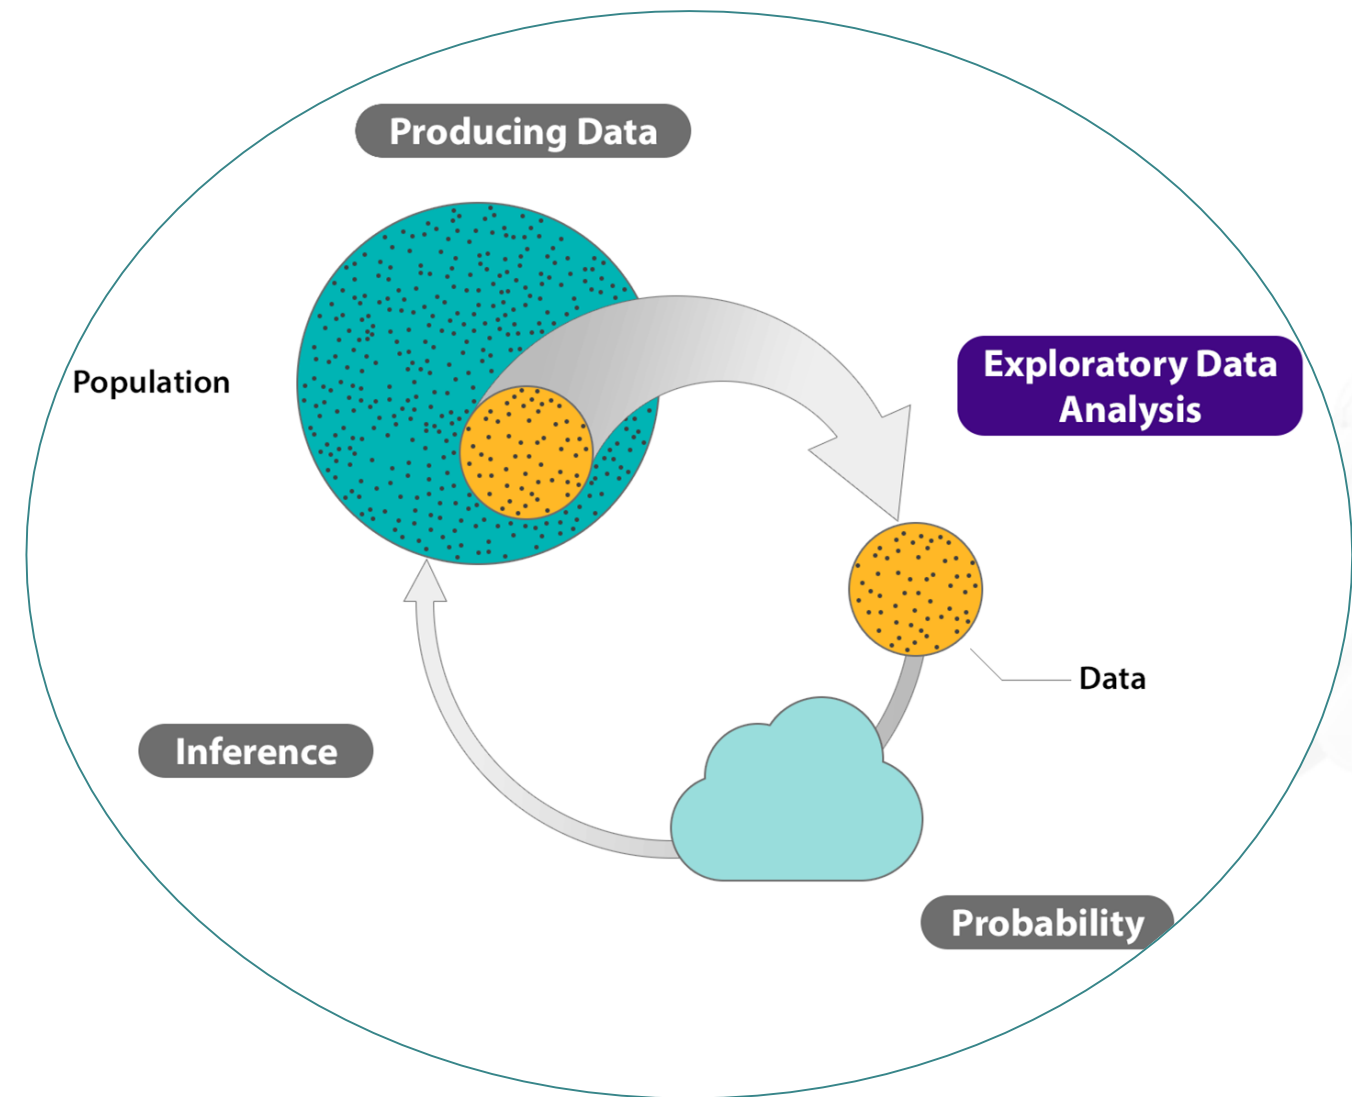 Producing Data
Exploratory Data
Analysis
Population
Data
Inference
Probability